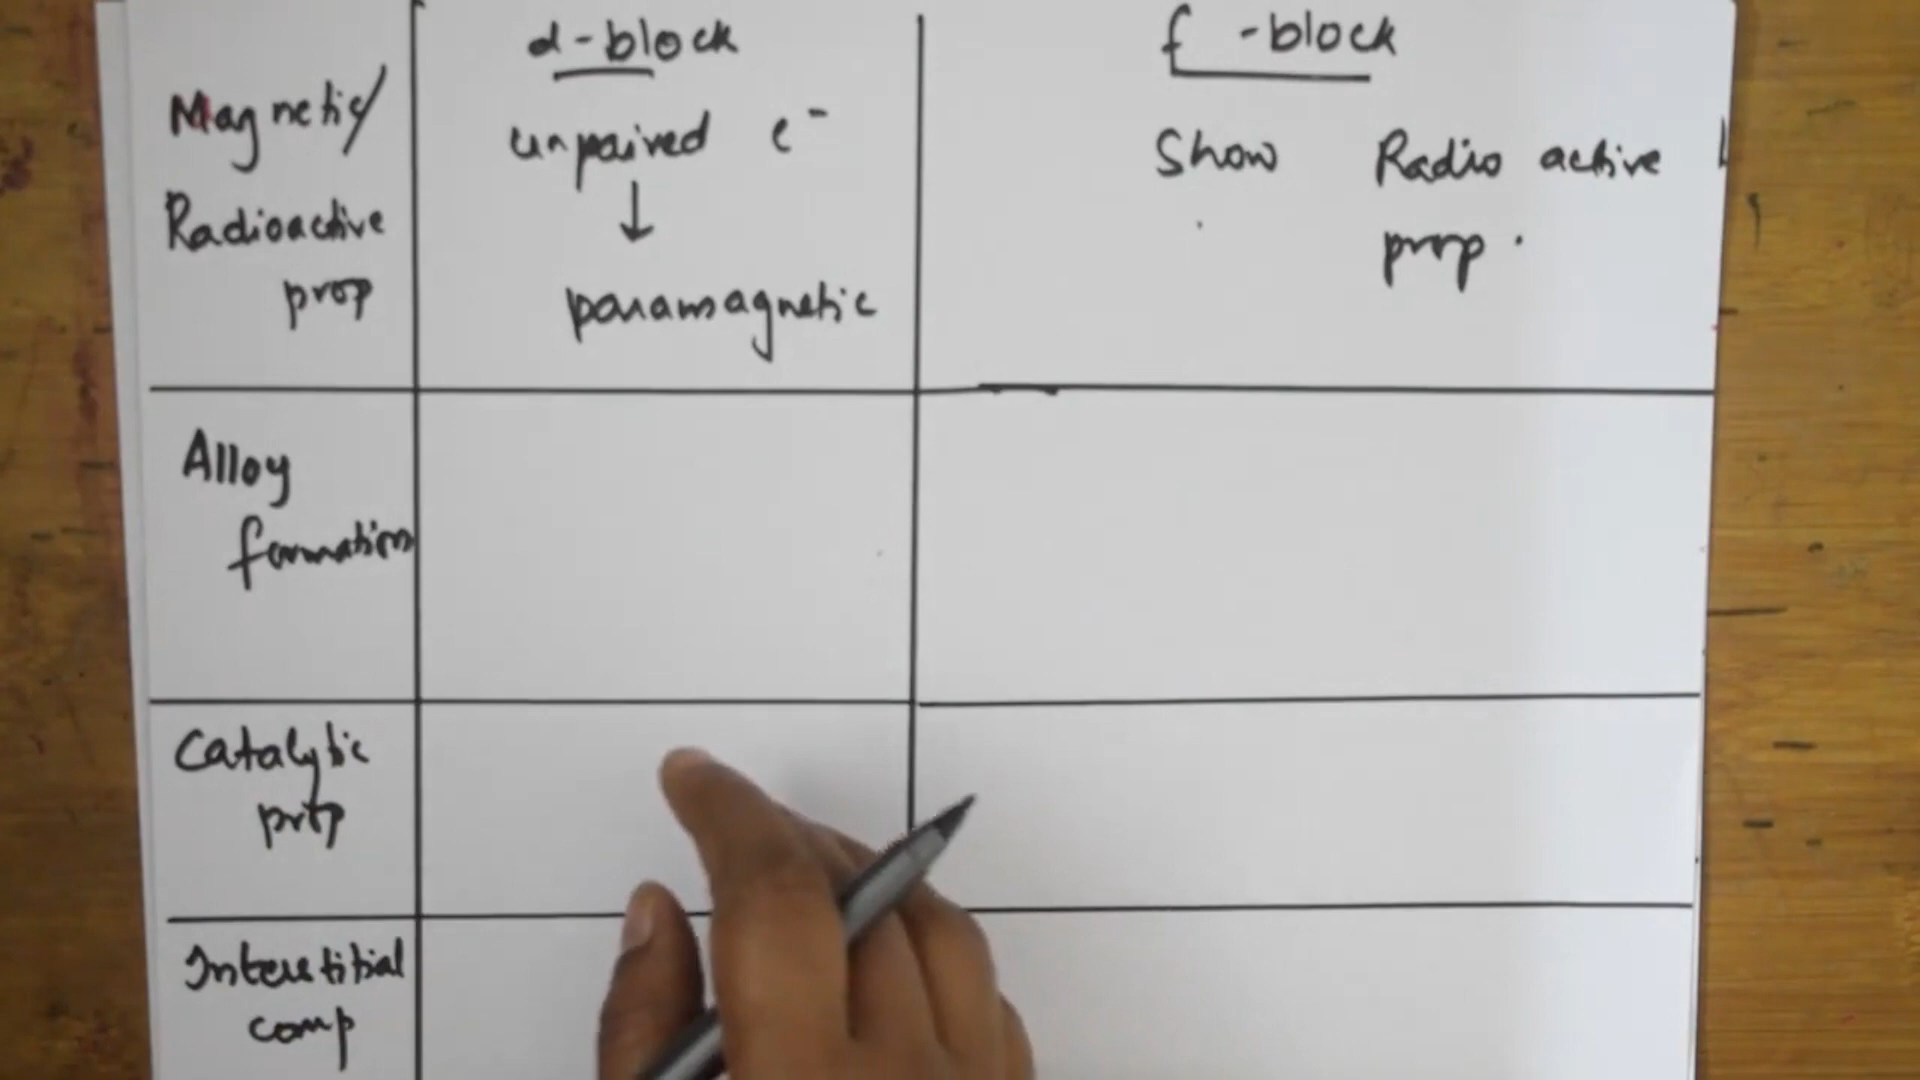 d-block
f -block
Magnetic/
Radioactive
prop
unpaired e⁻
↓
paramagnetic
Show Radio active
prop.
Alloy
formation
Catalytic
prop
Interstitial
comp